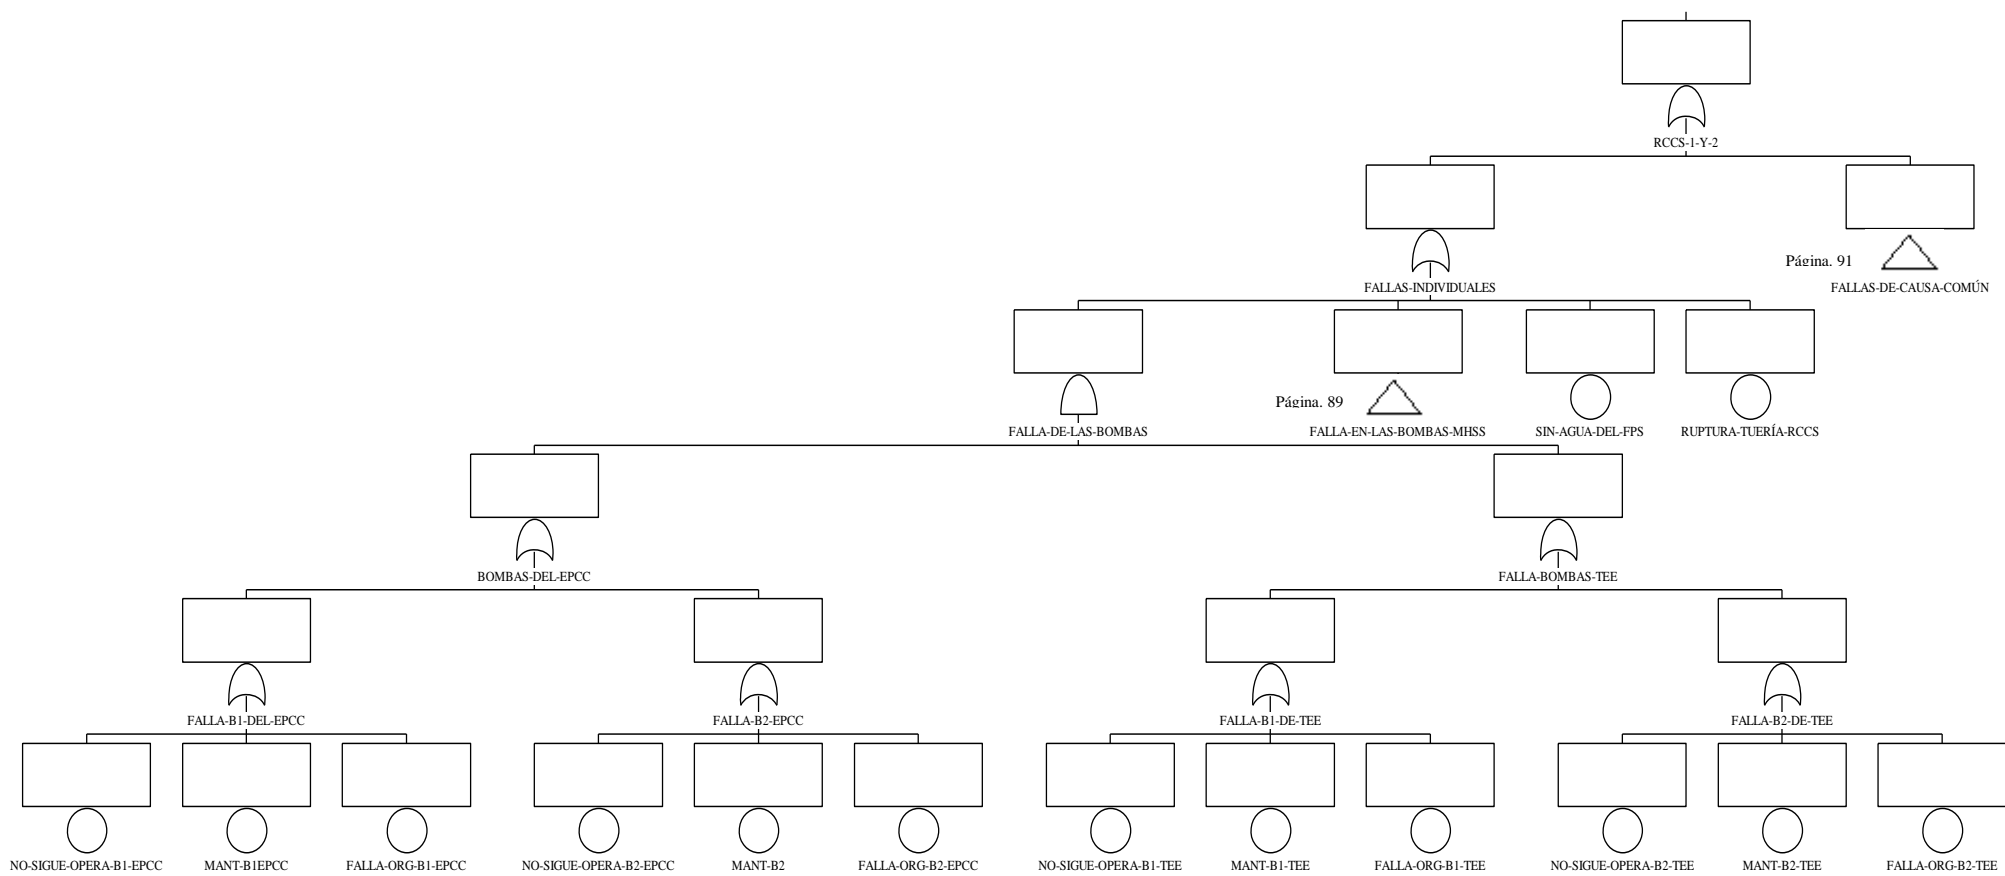 RCCS-1-Y-2
Página. 91
FALLAS-INDIVIDUALES
FALLAS-DE-CAUSA-COMÚN
Página. 89
FALLA-DE-LAS-BOMBAS
FALLA-EN-LAS-BOMBAS-MHSS
SIN-AGUA-DEL-FPS
RUPTURA-TUERÍA-RCCS
BOMBAS-DEL-EPCC
FALLA-BOMBAS-TEE
FALLA-B1-DEL-EPCC
FALLA-B2-EPCC
FALLA-B1-DE-TEE
FALLA-B2-DE-TEE
NO-SIGUE-OPERA-B1-EPCC
MANT-B1EPCC
FALLA-ORG-B1-EPCC
NO-SIGUE-OPERA-B2-EPCC
MANT-B2
FALLA-ORG-B2-EPCC
NO-SIGUE-OPERA-B1-TEE
MANT-B1-TEE
FALLA-ORG-B1-TEE
NO-SIGUE-OPERA-B2-TEE
MANT-B2-TEE
FALLA-ORG-B2-TEE